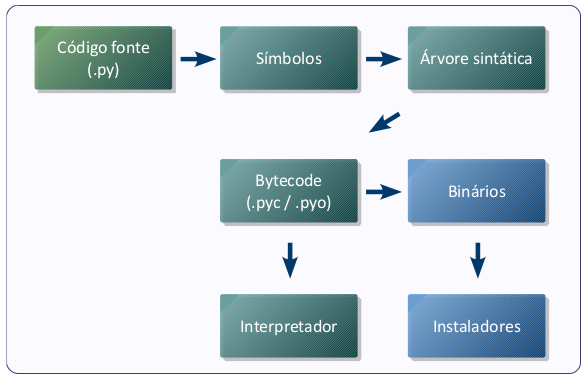 Código fonte
(.py)
Símbolos
Árvore sintática
Bytecode
(.pyc / .pyo)
Binários
Interpretador
Instaladores